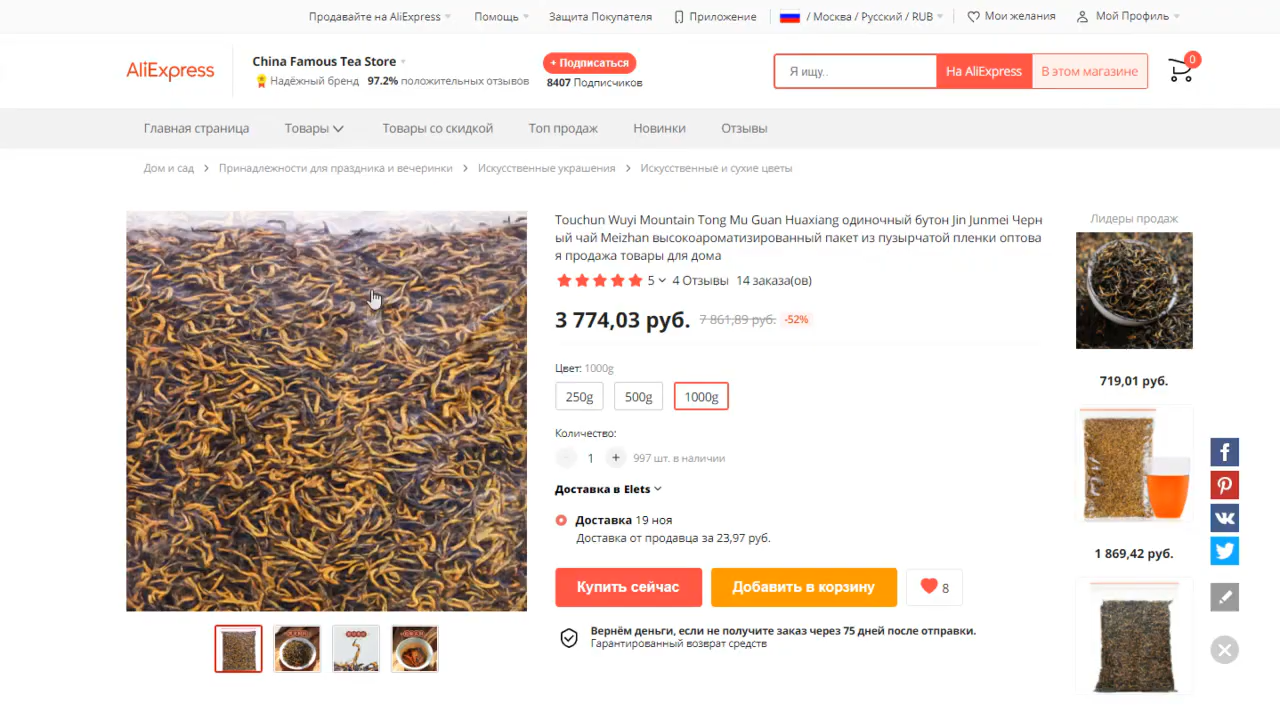 Продавайте на AliExpress
Помощь
Защита Покупателя
Приложение
/ Москва / Русский / RUB
Мои желания
Мой Профиль
AliExpress
China Famous Tea Store
Надёжный бренд 97.2% положительных отзывов
+ Подписаться
8407 Подписчиков
Я ищу..
На AliExpress
В этом магазине
0
Главная страница
Товары
Товары со скидкой
Топ продаж
Новинки
Отзывы
Дом и сад > Принадлежности для праздника и вечеринки > Искусственные украшения > Искусственные и сухие цветы
Touchun Wuyi Mountain Tong Mu Guan Huaxiang одиночный бутон Jin Junmei Черн
ый чай Meizhan высокоароматизированный пакет из пузырчатой пленки оптова
я продажа товары для дома
5 4 Отзывы 14 заказа(ов)
3 774,03 руб. 7 861,89 руб. -52%
Цвет: 1000g
250g
500g
1000g
Количество:
1 + 997 шт. в наличии
Доставка в Elets
Доставка 19 ноя
Доставка от продавца за 23,97 руб.
Купить сейчас
Добавить в корзину
8
Вернём деньги, если не получите заказ через 75 дней после отправки.
Гарантированный возврат средств
Лидеры продаж
719,01 руб.
1 869,42 руб.